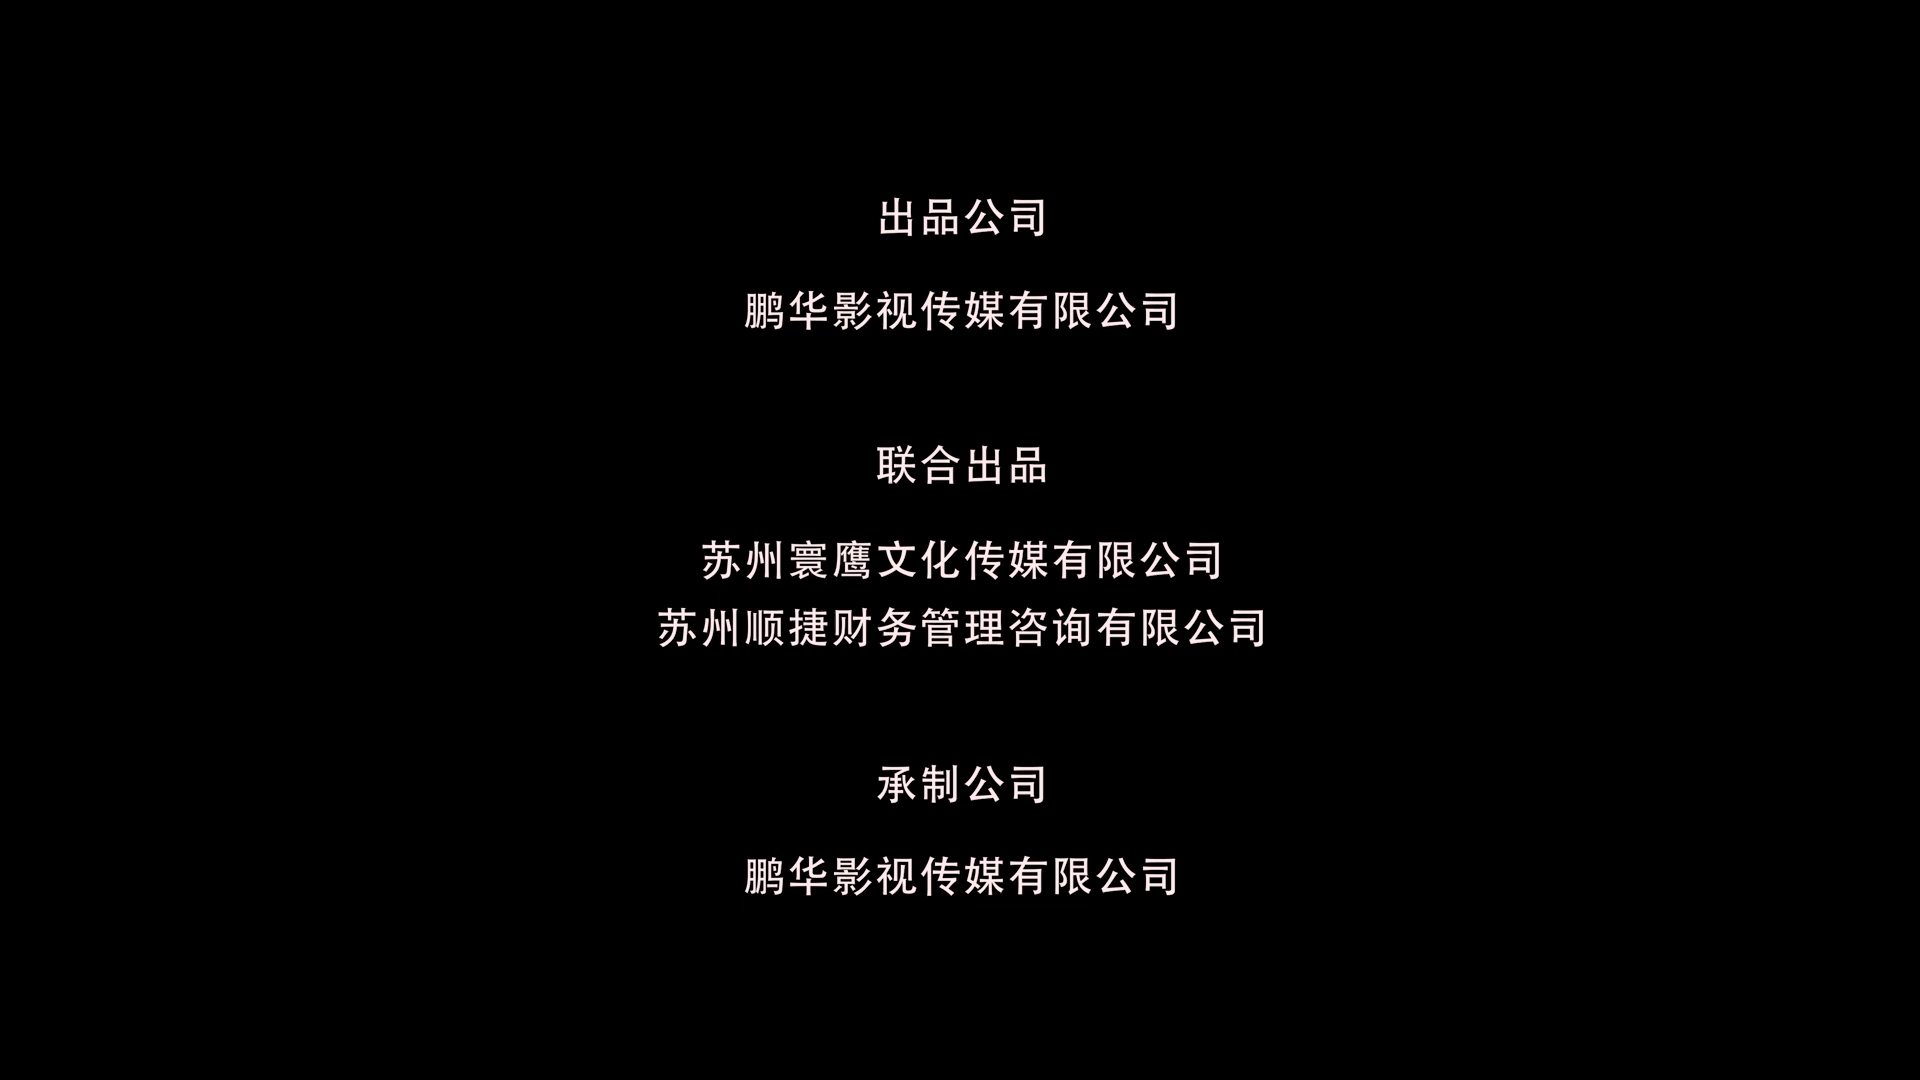 出品公司
鹏华影视传媒有限公司
联合出品
苏州寰鹰文化传媒有限公司
苏州顺捷财务管理咨询有限公司
承制公司
鹏华影视传媒有限公司